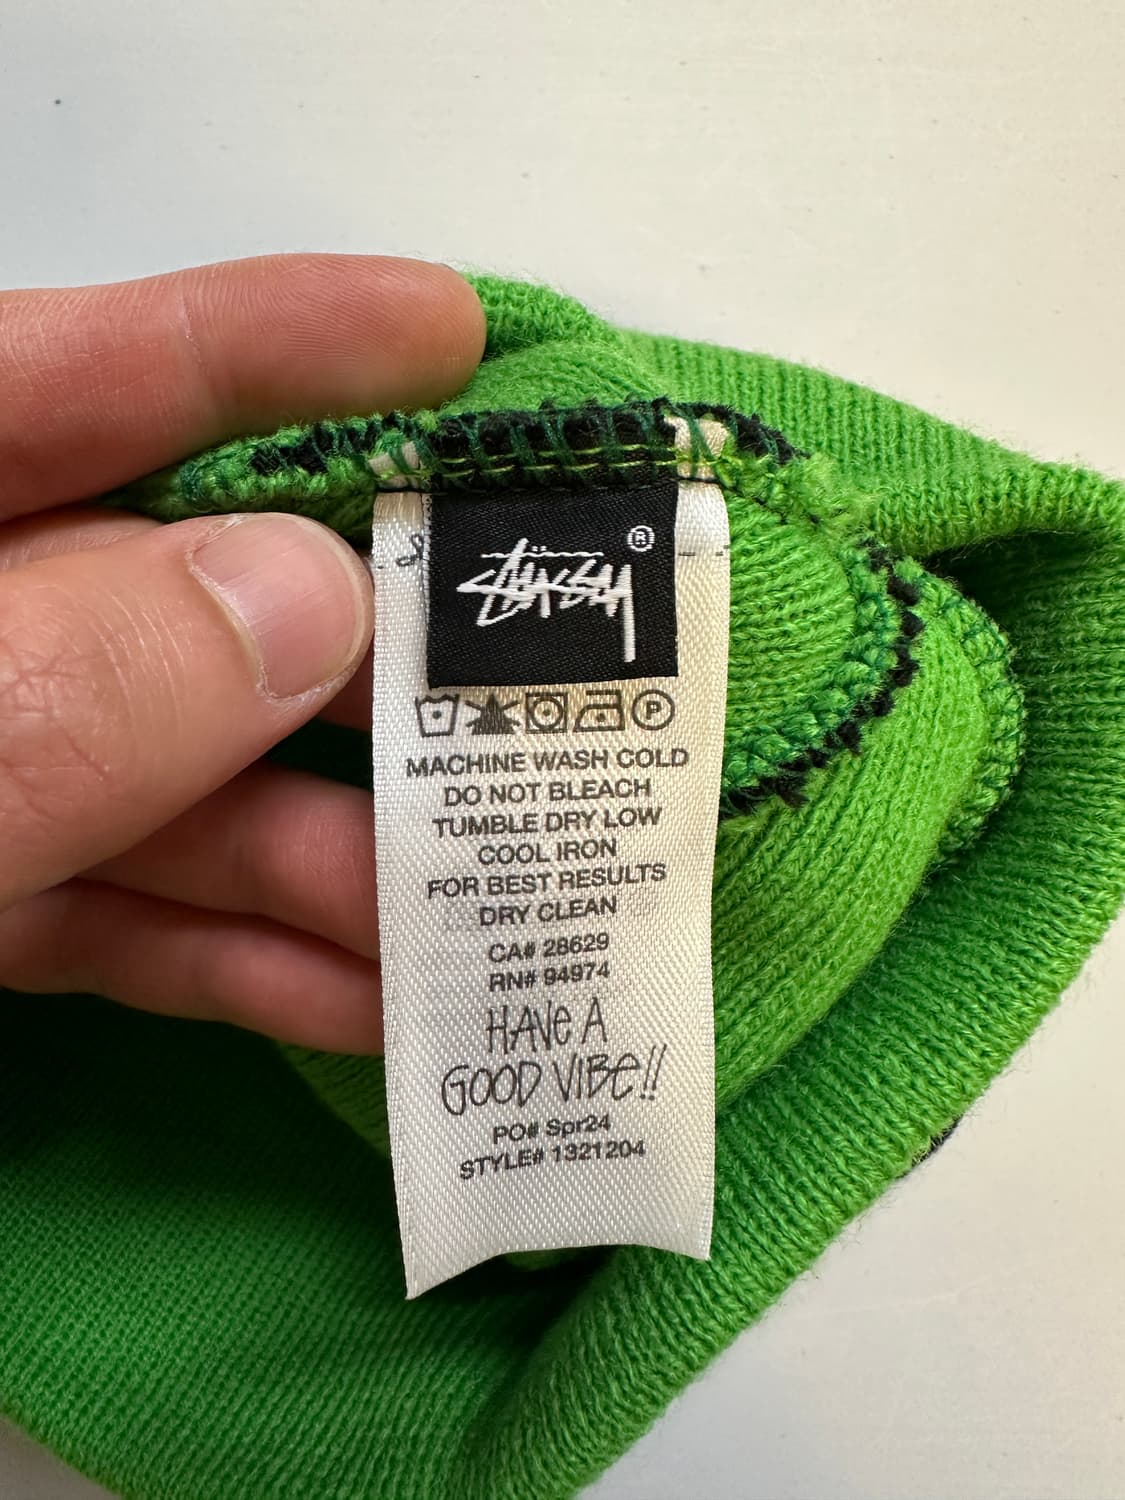 Stüssy ®
P
MACHINE WASH COLD
DO NOT BLEACH
TUMBLE DRY LOW
COOL IRON
FOR BEST RESULTS
DRY CLEAN
CA# 28629
RN# 94974
HAVe A
GOOD VIBe!!
PO# Spr24
STYLE# 1321204